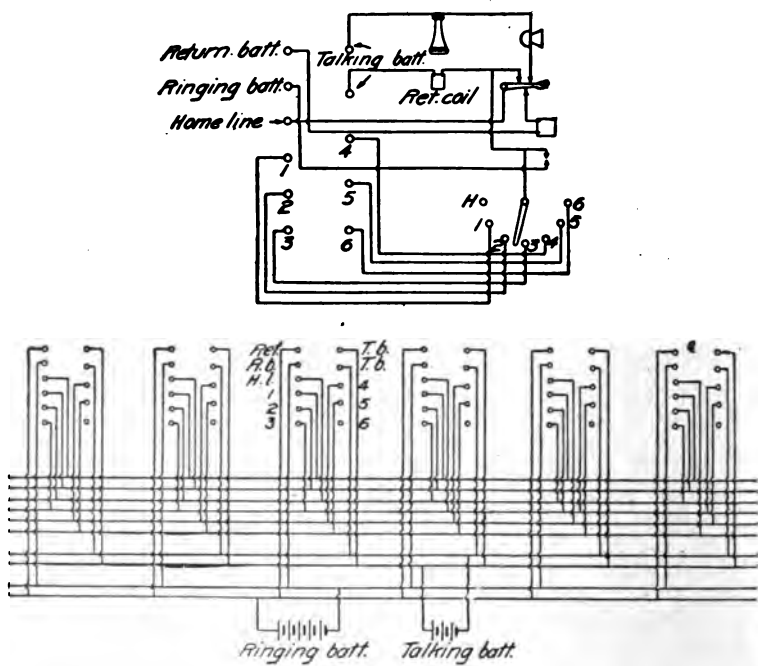 Return. batt.
Talking batt.
Ringing batt.
Ret. coil
Home line
1
4
2
5
3
6
H
1
2
3
4
5
6
Ret.
T. b.
R. b.
T. b.
H. l.
1
4
2
5
3
6
Ringing batt.
Talking batt.